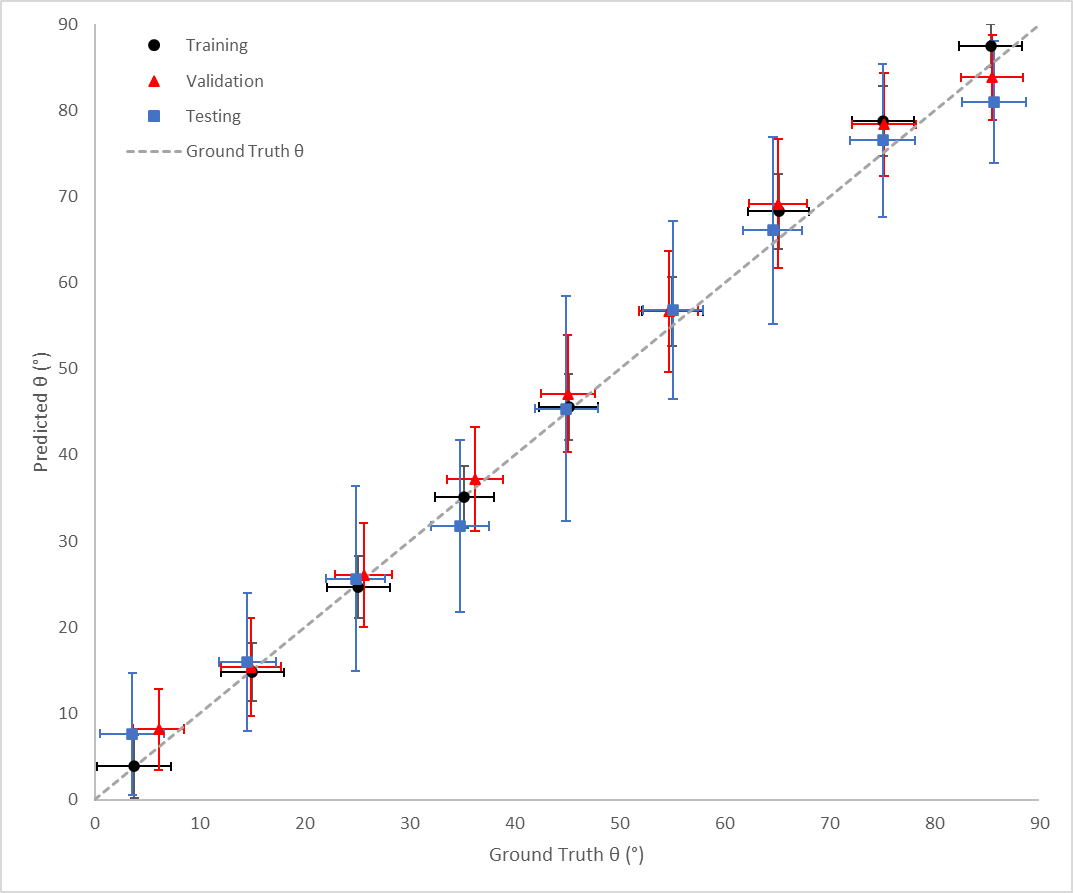 90
80
70
60
50
40
30
20
10
0
Training
Validation
Testing
Ground Truth θ
Predicted θ (°)
0 10 20 30 40 50 60 70 80 90
Ground Truth θ (°)